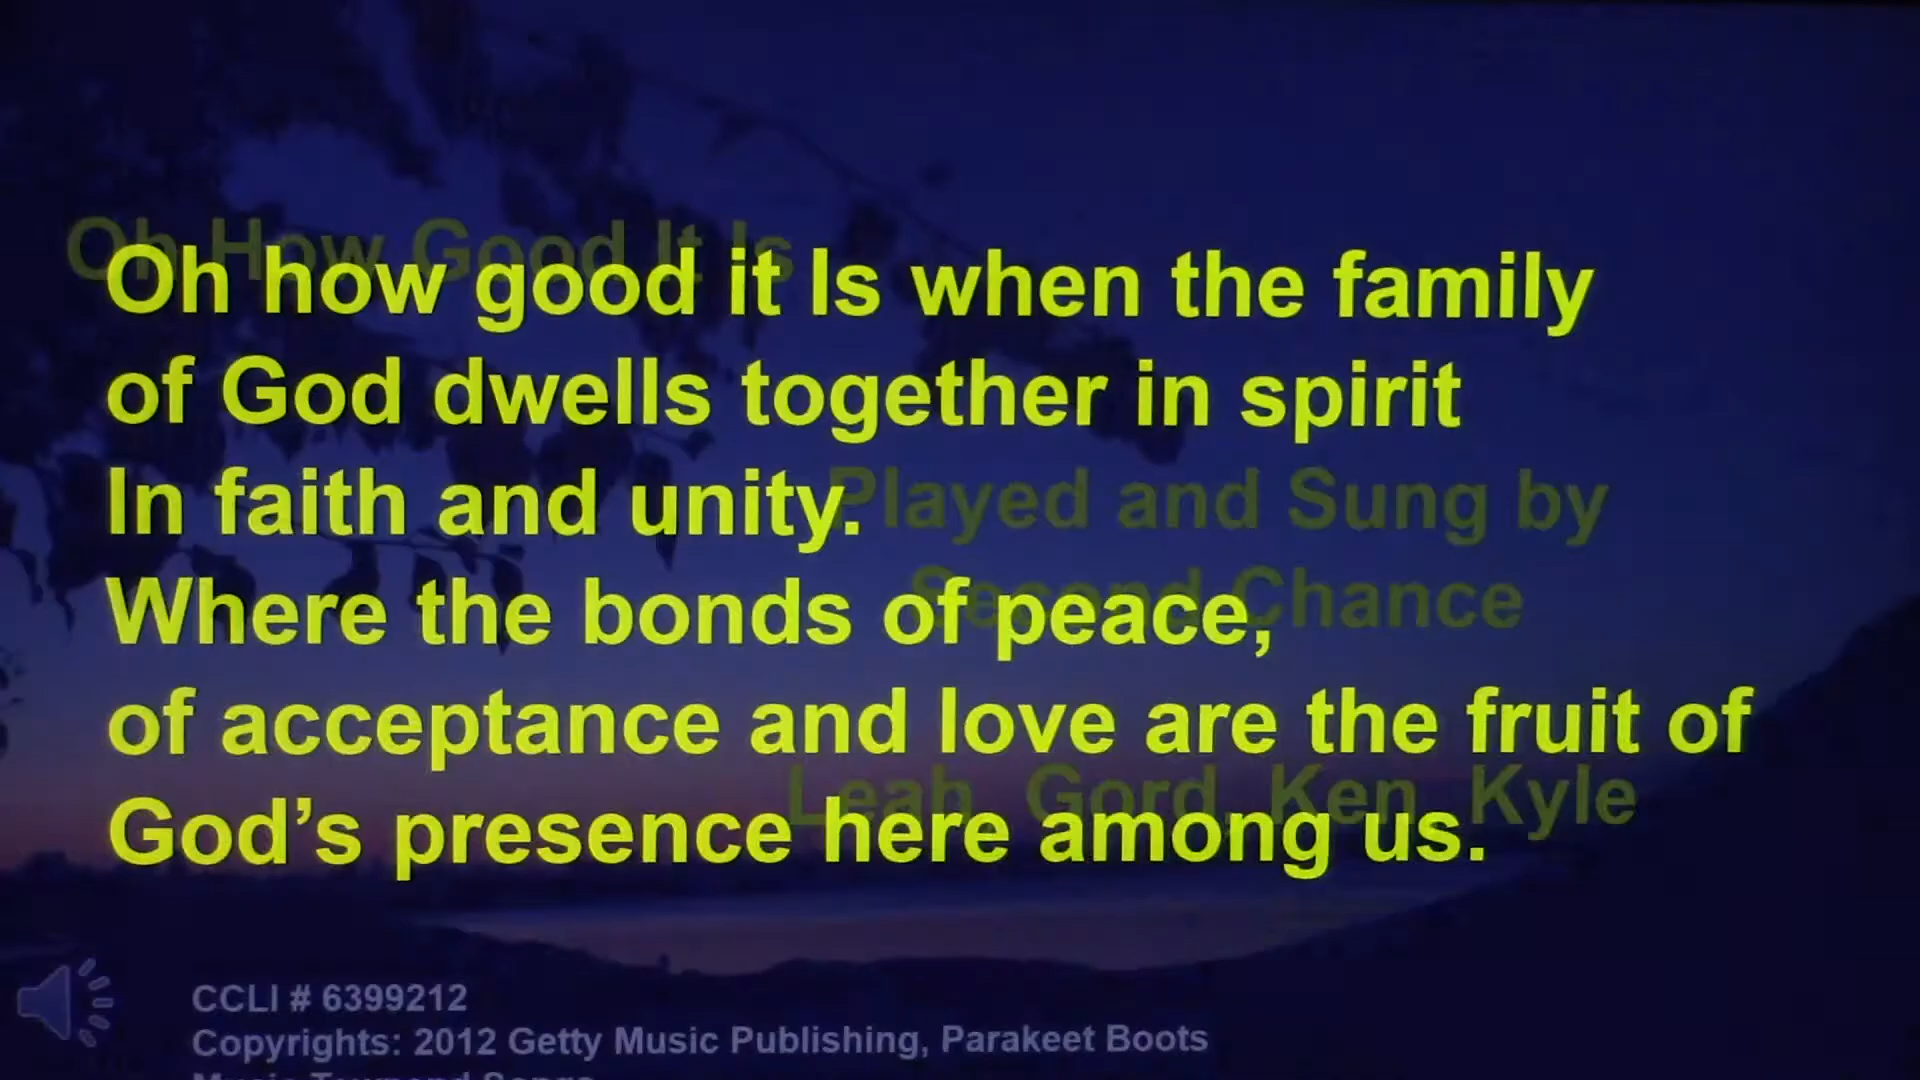 Oh How Good It Is
Oh how good it Is when the family
of God dwells together in spirit
In faith and unity.
Played and Sung by
Where the bonds of peace,
Second Chance
of acceptance and love are the fruit of
Leah, Gord, Ken, Kyle
God’s presence here among us.
CCLI # 6399212
Copyrights: 2012 Getty Music Publishing, Parakeet Boots
Music Townend Songs